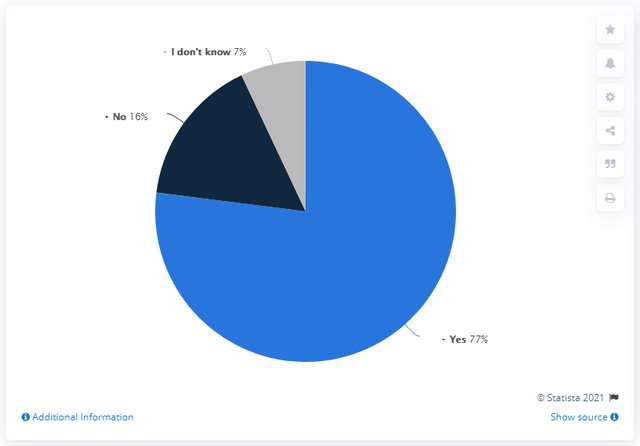 I don't know 7%
No 16%
Yes 77%
© Statista 2021
Additional Information
Show source